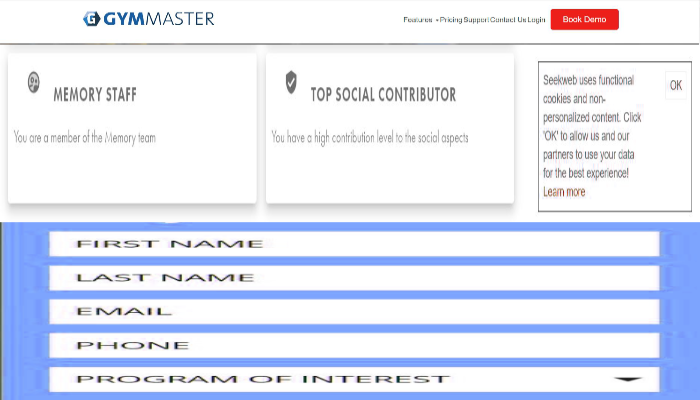 GYMMASTER
Features Pricing Support Contact Us Login Book Demo
MEMORY STAFF
You are a member of the Memory team
TOP SOCIAL CONTRIBUTOR
You have a high contribution level to the social aspects
Seekweb uses functional
cookies and non-
personalized content. Click
'OK' to allow us and our
partners to use your data
for the best experience!
Learn more
OK
FIRST NAME
LAST NAME
EMAIL
PHONE
PROGRAM OF INTEREST